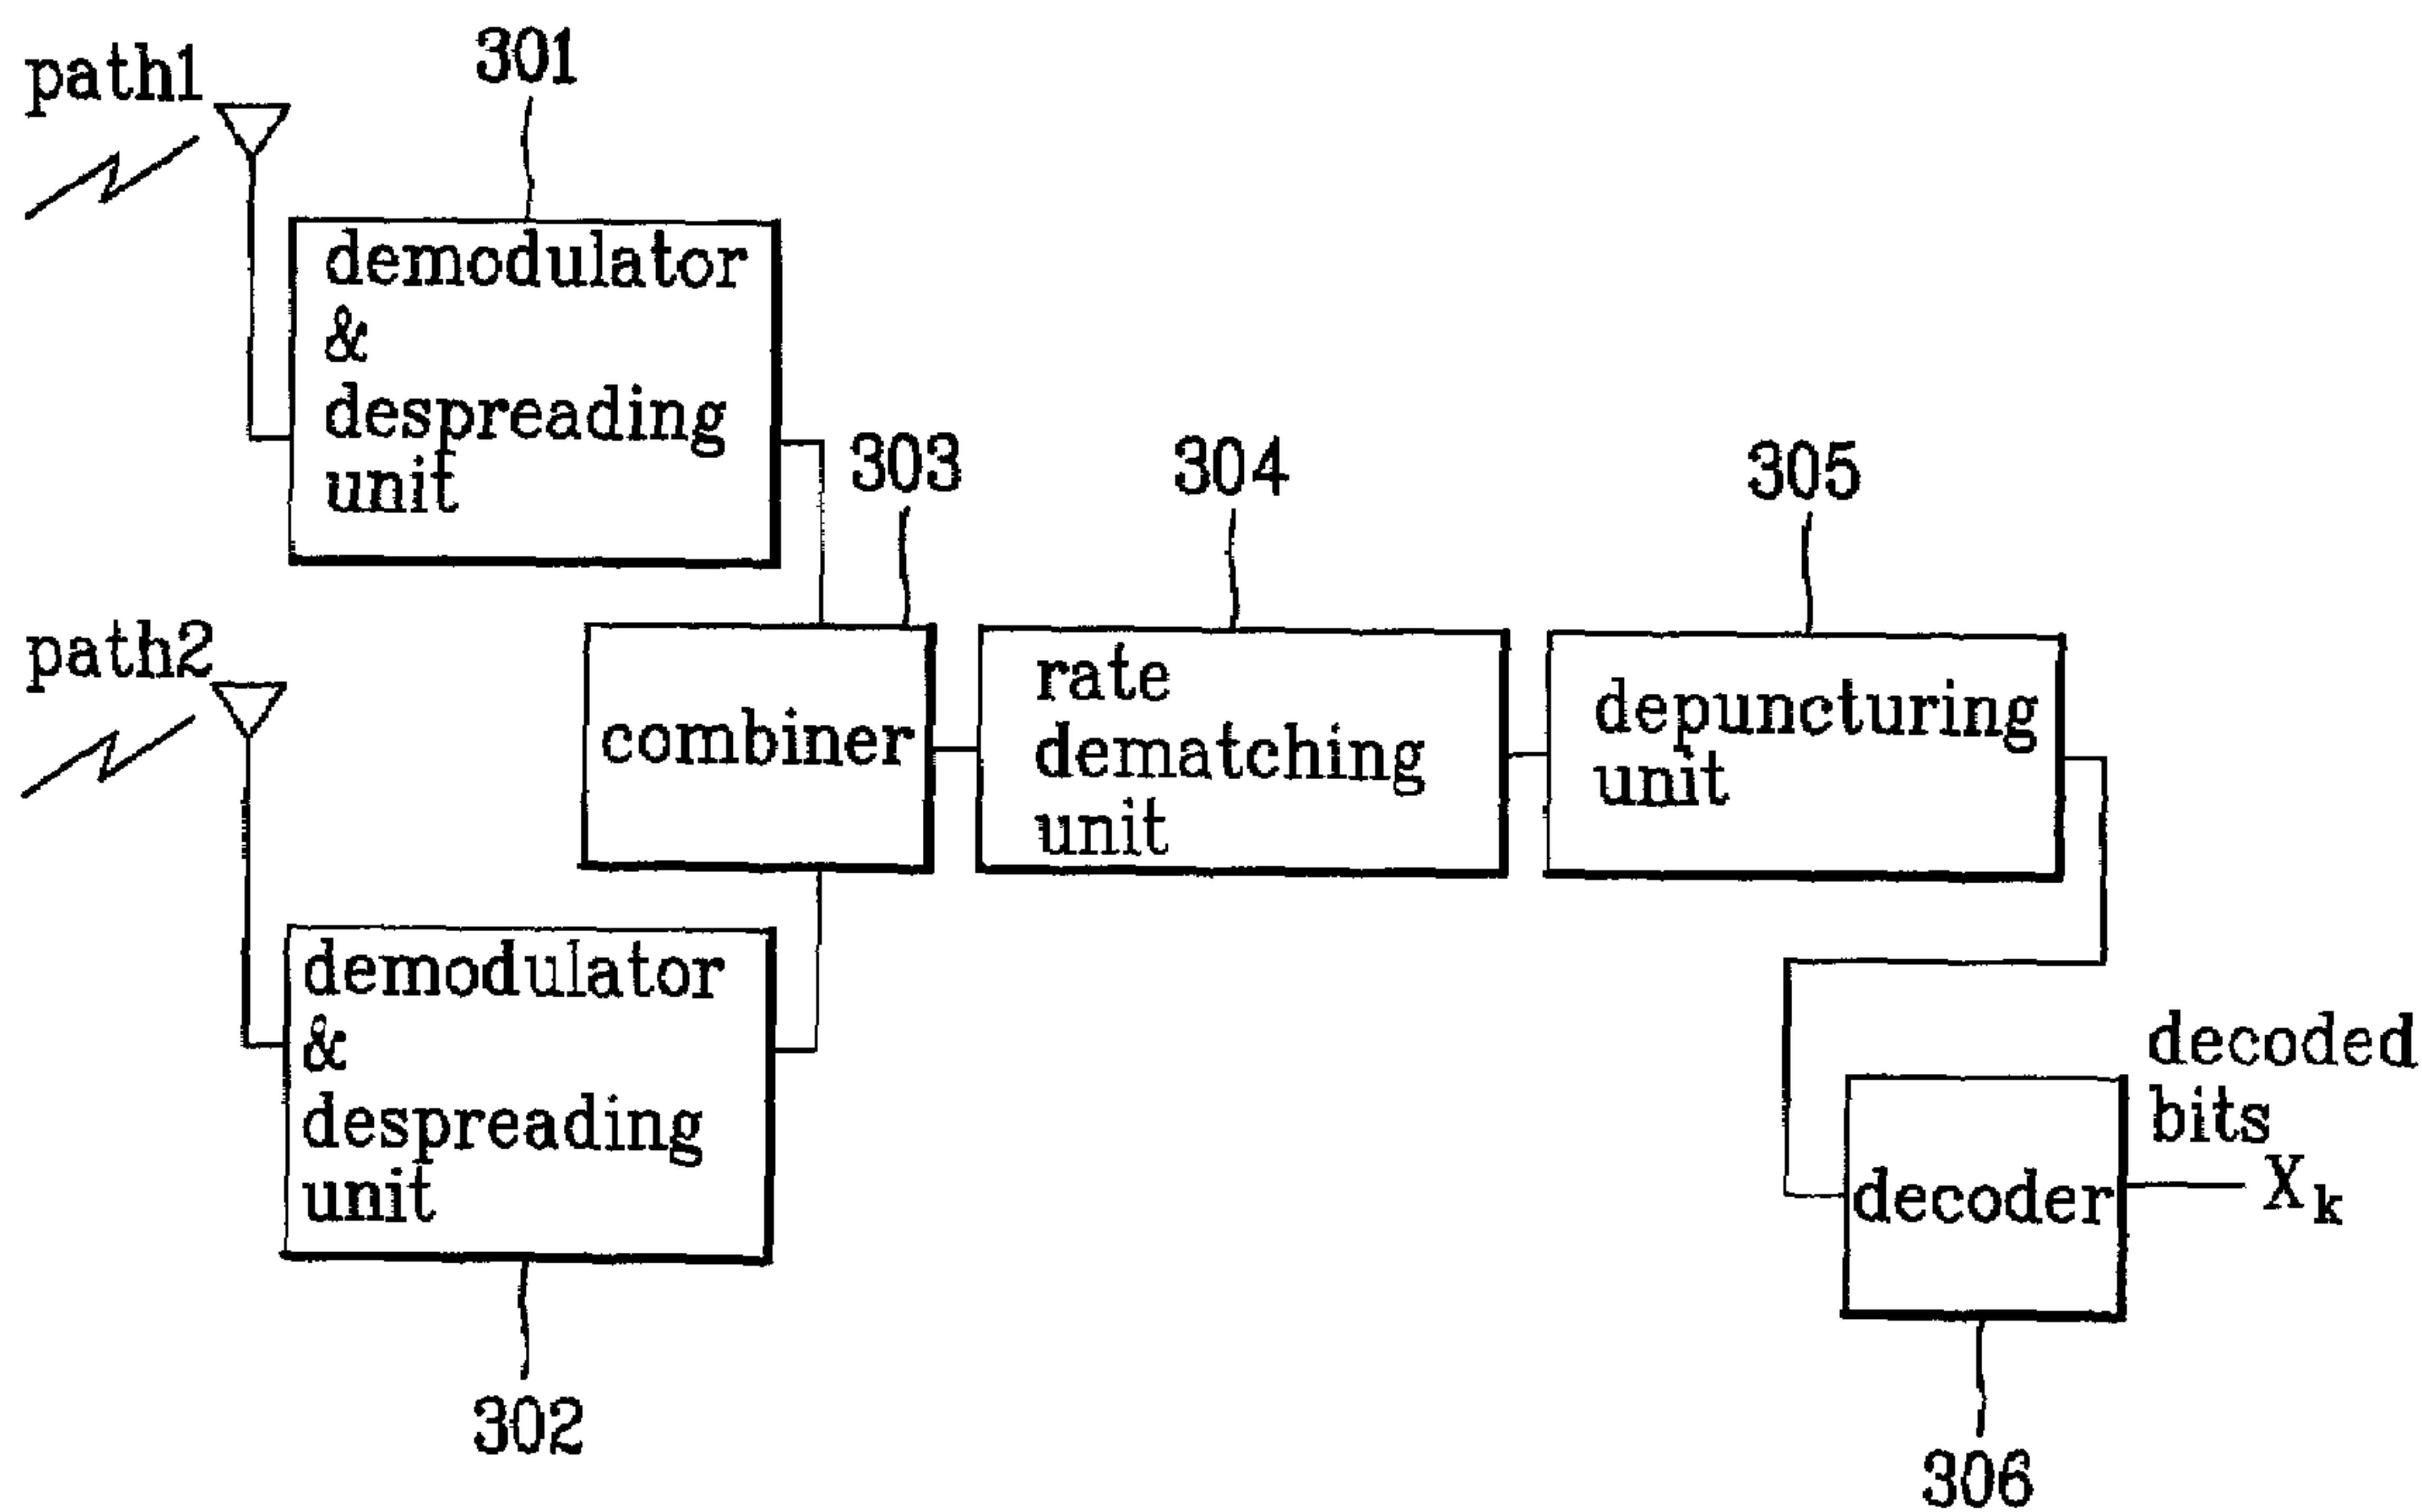 path1
301
demodulator
&
despreading
unit
303
304
305
path2
combiner
rate
dematching
unit
depuncturing
unit
demodulator
&
despreading
unit
302
decoder
decoded
bits
Xk
306